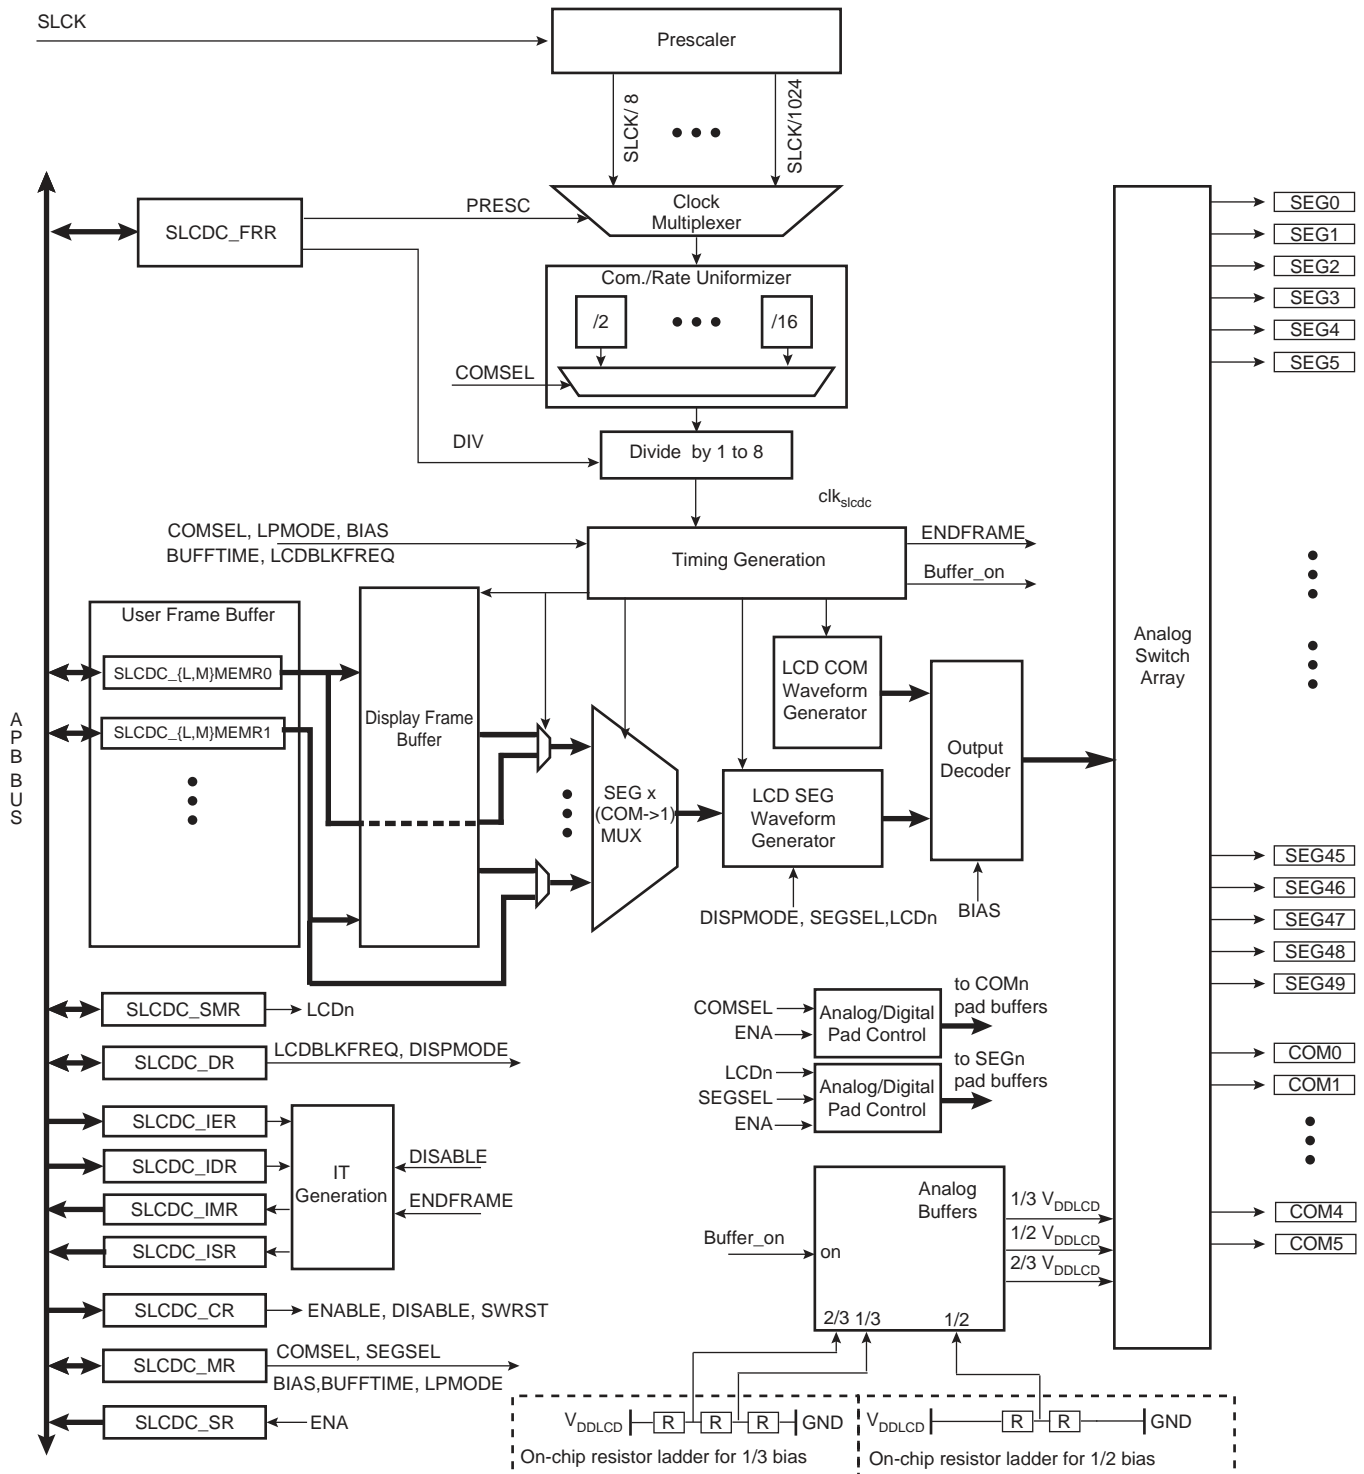 SLCK
Prescaler
SLCK/ 8
SLCK/1024
SLCDC_FRR
PRESC
Clock
Multiplexer
Com./Rate Uniformizer
/2
/16
COMSEL
DIV
Divide by 1 to 8
clkslcdc
COMSEL, LPMODE, BIAS
BUFFTIME, LCDBLKFREQ
Timing Generation
ENDFRAME
Buffer_on
APB BUS
User Frame Buffer
SLCDC_{L,M}MEMR0
SLCDC_{L,M}MEMR1
Display Frame
Buffer
SEG x
(COM->1)
MUX
LCD COM
Waveform
Generator
LCD SEG
Waveform
Generator
DISPMODE, SEGSEL,LCDn
Output
Decoder
BIAS
Analog
Switch
Array
SEG0
SEG1
SEG2
SEG3
SEG4
SEG5
SEG45
SEG46
SEG47
SEG48
SEG49
COM0
COM1
COM4
COM5
SLCDC_SMR
LCDn
SLCDC_DR
LCDBLKFREQ, DISPMODE
SLCDC_IER
SLCDC_IDR
SLCDC_IMR
SLCDC_ISR
IT
Generation
DISABLE
ENDFRAME
SLCDC_CR
ENABLE, DISABLE, SWRST
SLCDC_MR
COMSEL, SEGSEL
BIAS,BUFFTIME, LPMODE
SLCDC_SR
ENA
COMSEL
ENA
Analog/Digital
Pad Control
to COMn
pad buffers
LCDn
SEGSEL
ENA
Analog/Digital
Pad Control
to SEGn
pad buffers
Buffer_on
on
Analog
Buffers
2/3 1/3
1/2
1/3 VDDLCD
1/2 VDDLCD
2/3 VDDLCD
VDDLCD R R R GND
On-chip resistor ladder for 1/3 bias
VDDLCD R R GND
On-chip resistor ladder for 1/2 bias